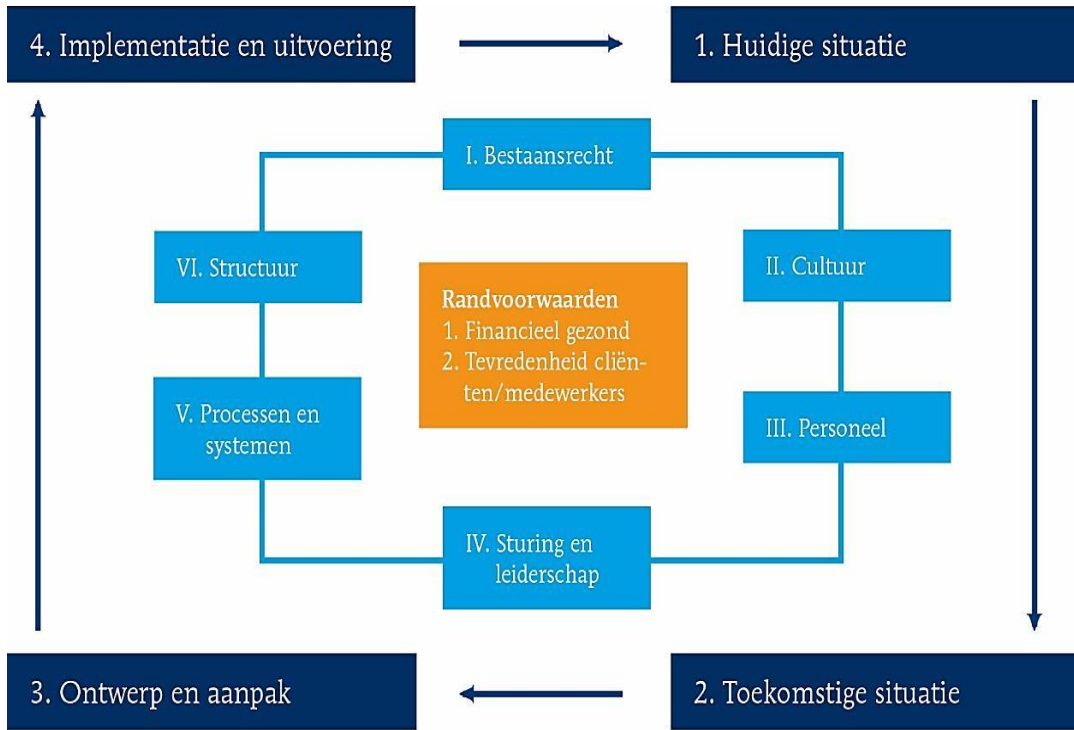 4. Implementatie en uitvoering
1. Huidige situatie
I. Bestaansrecht
VI. Structuur
II. Cultuur
Randvoorwaarden
1. Financieel gezond
2. Tevredenheid cliën-
ten/medewerkers
V. Processen en
systemen
III. Personeel
IV. Sturing en
leiderschap
3. Ontwerp en aanpak
2. Toekomstige situatie